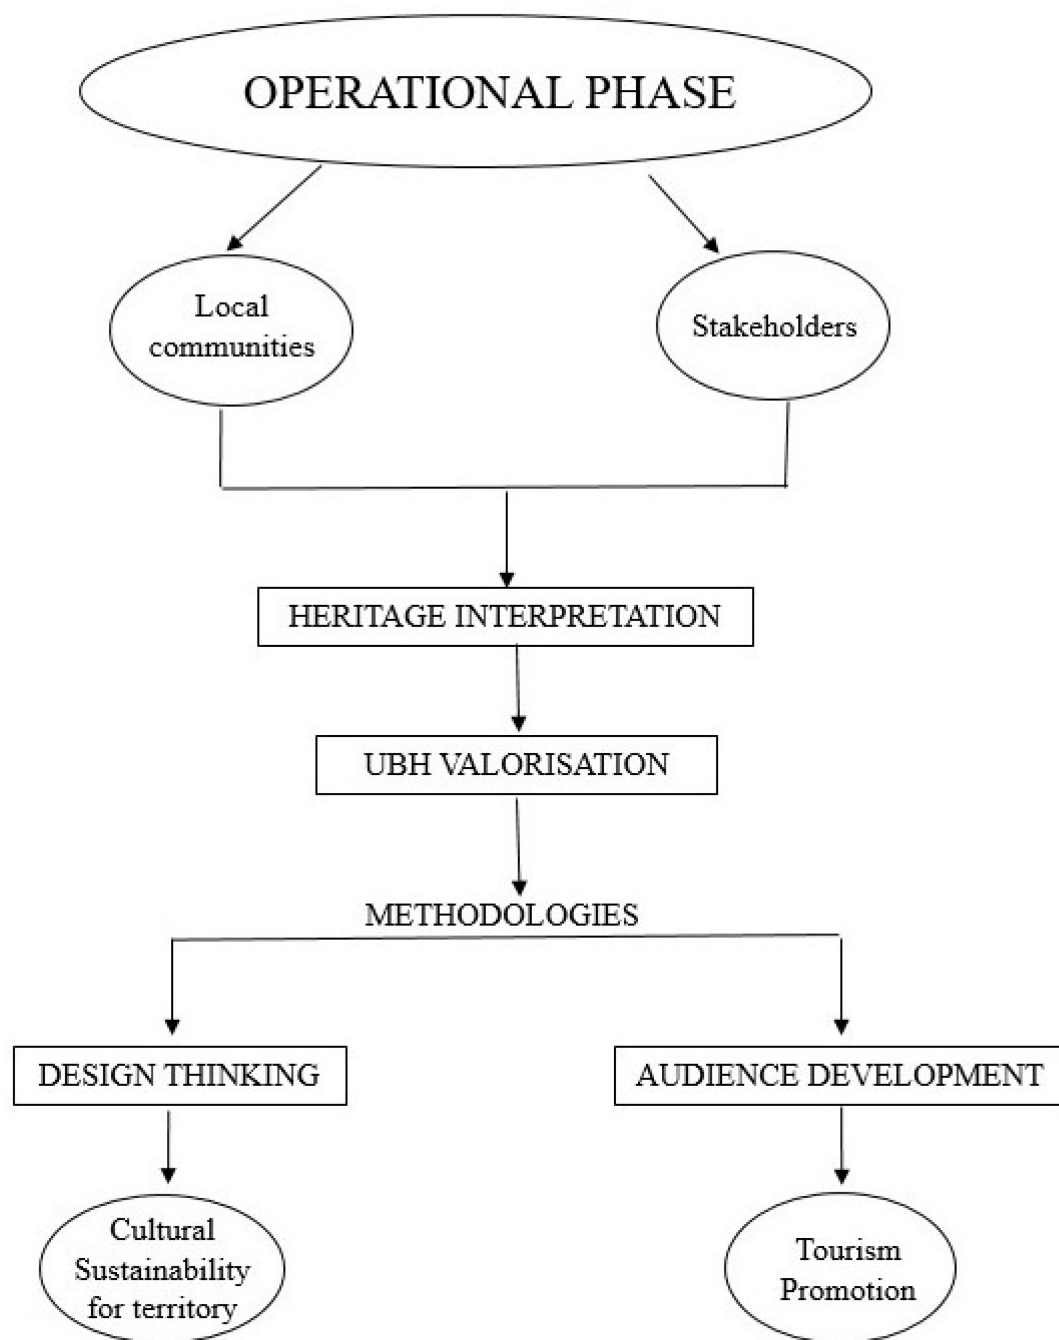 OPERATIONAL PHASE
Local
communities
Stakeholders
HERITAGE INTERPRETATION
UBH VALORISATION
METHODOLOGIES
DESIGN THINKING
AUDIENCE DEVELOPMENT
Cultural
Sustainability
for territory
Tourism
Promotion